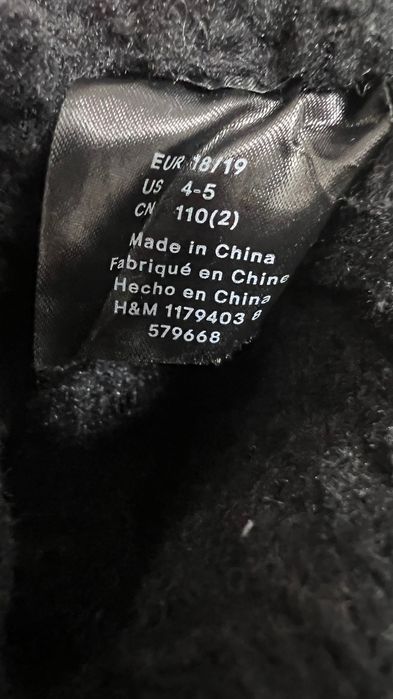 EUR 18/19
US 4-5
CN 110(2)
Made in China
Fabriqué en Chine
Hecho en China
H&M 1179403
579668